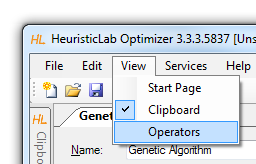 HL HeuristicLab Optimizer 3.3.3.5837 [Uns
File Edit View Services Help
Start Page
Clipboard
Operators
HL
Clipb
Genet
Name: Genetic Algorithm